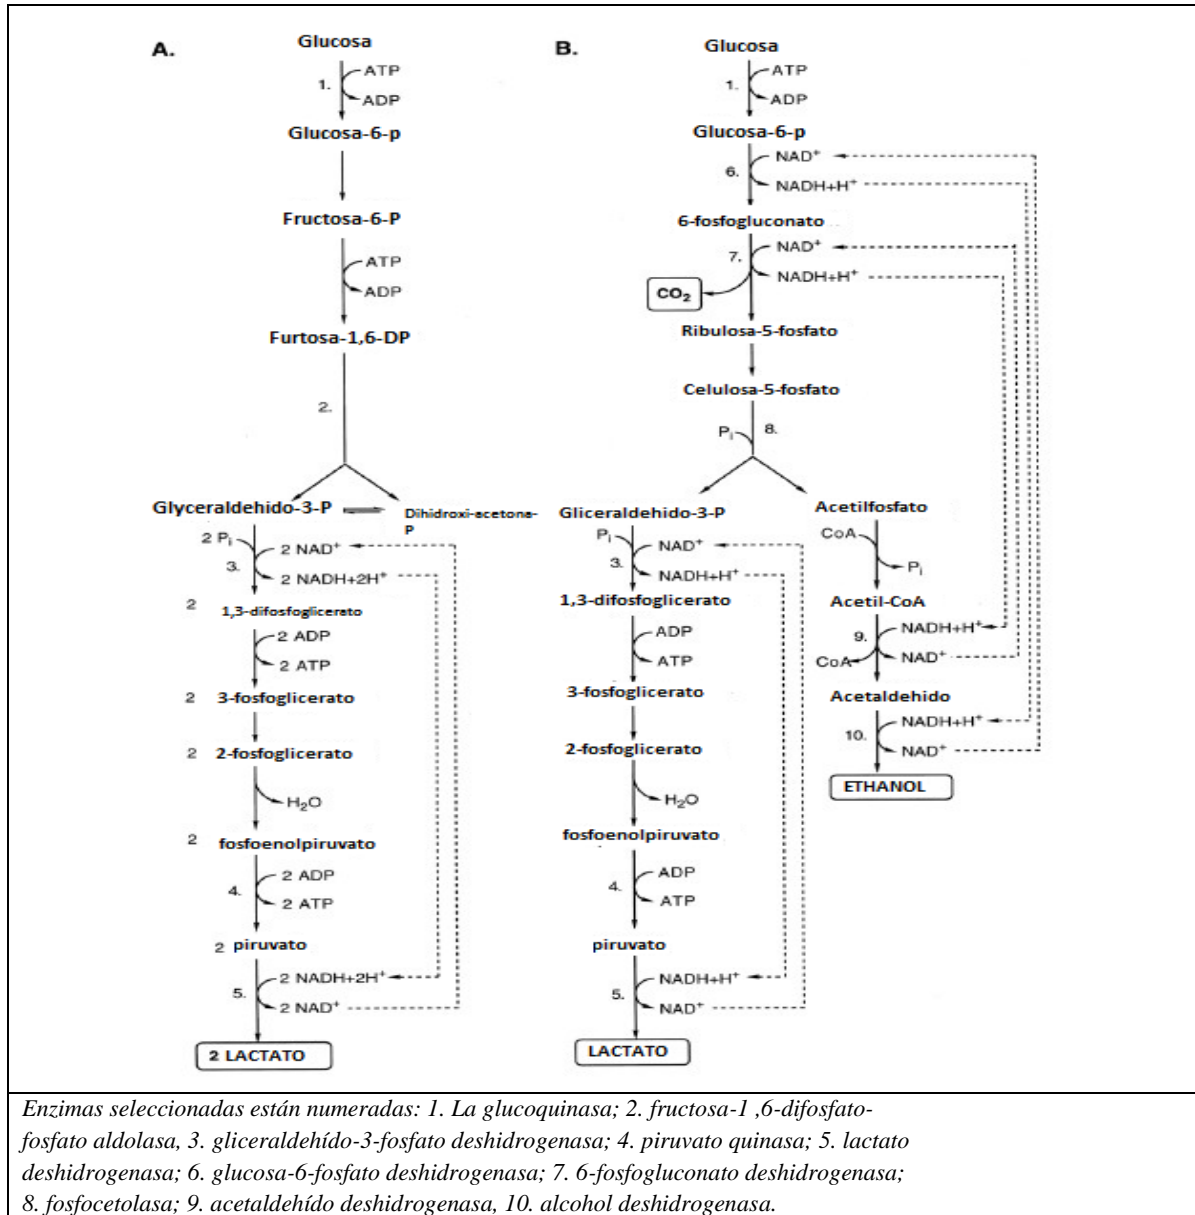 A.
Glucosa
1.
ATP
ADP
Glucosa-6-p
Fructosa-6-P
ATP
ADP
Furtosa-1,6-DP
2.
Glyceraldehido-3-P
Dihidroxi-acetona-
P
2 Pi
2 NAD+
3.
2 NADH+2H+
2 1,3-difosfoglicerato
2 ADP
2 ATP
2 3-fosfoglicerato
2 2-fosfoglicerato
H2O
2 fosfoenolpiruvato
2 ADP
4.
2 ATP
2 piruvato
2 NADH+2H+
5.
2 NAD+
2 LACTATO
B.
Glucosa
1.
ATP
ADP
Glucosa-6-p
NAD+
6.
NADH+H+
6-fosfogluconato
NAD+
7.
NADH+H+
CO2
Ribulosa-5-fosfato
Celulosa-5-fosfato
Pi
8.
Gliceraldehido-3-P
Pi
NAD+
3.
NADH+H+
1,3-difosfoglicerato
ADP
ATP
3-fosfoglicerato
2-fosfoglicerato
H2O
fosfoenolpiruvato
ADP
4.
ATP
piruvato
NADH+H+
5.
NAD+
LACTATO
Acetilfosfato
CoA
Pi
Acetil-CoA
NADH+H+
9.
CoA
NAD+
Acetaldehido
NADH+H+
10.
NAD+
ETHANOL
Enzimas seleccionadas están numeradas: 1. La glucoquinasa; 2. fructosa-1 ,6-difosfato-
fosfato aldolasa, 3. gliceraldehído-3-fosfato deshidrogenasa; 4. piruvato quinasa; 5. lactato
deshidrogenasa; 6. glucosa-6-fosfato deshidrogenasa; 7. 6-fosfogluconato deshidrogenasa;
8. fosfocetolasa; 9. acetaldehído deshidrogenasa, 10. alcohol deshidrogenasa.